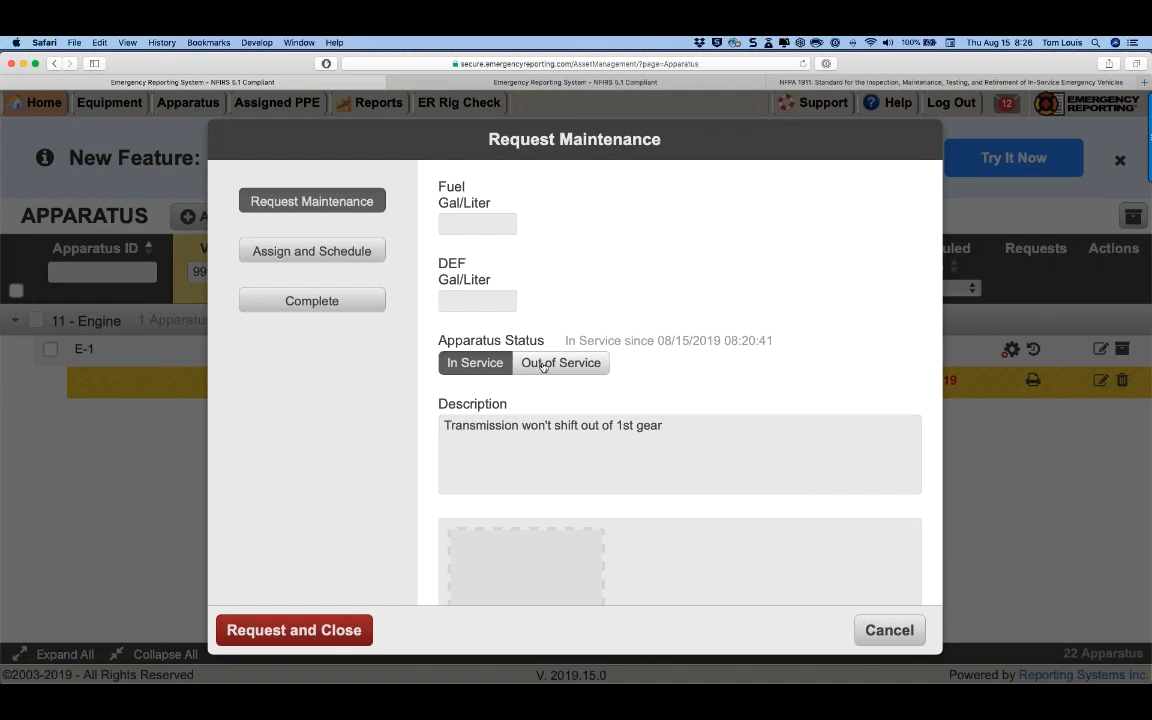 Safari File Edit View History Bookmarks Develop Window Help 100% Thu Aug 15 8:26 Tom Louis
secure.emergencyreporting.com/AssetManagement/?page=Apparatus
Emergency Reporting System - NFIRS 5.1 Compliant Emergency Reporting System - NFIRS 5.1 Compliant NFPA 1911: Standard for the Inspection, Maintenance, Testing, and Retirement of In-Service Emergency Vehicles
Home Equipment Apparatus Assigned PPE Reports ER Rig Check Support Help Log Out 12 EMERGENCY REPORTING
Request Maintenance
New Feature: Try It Now
Request Maintenance
Assign and Schedule
Complete
Fuel
Gal/Liter
DEF
Gal/Liter
Apparatus Status In Service since 08/15/2019 08:20:41
In Service Out of Service
Description
Transmission won't shift out of 1st gear
Request and Close Cancel
APPARATUS
Apparatus ID Requests Actions
99
11 - Engine
E-1
19
Expand All Collapse All 22 Apparatus
©2003-2019 - All Rights Reserved V. 2019.15.0 Powered by Reporting Systems Inc.